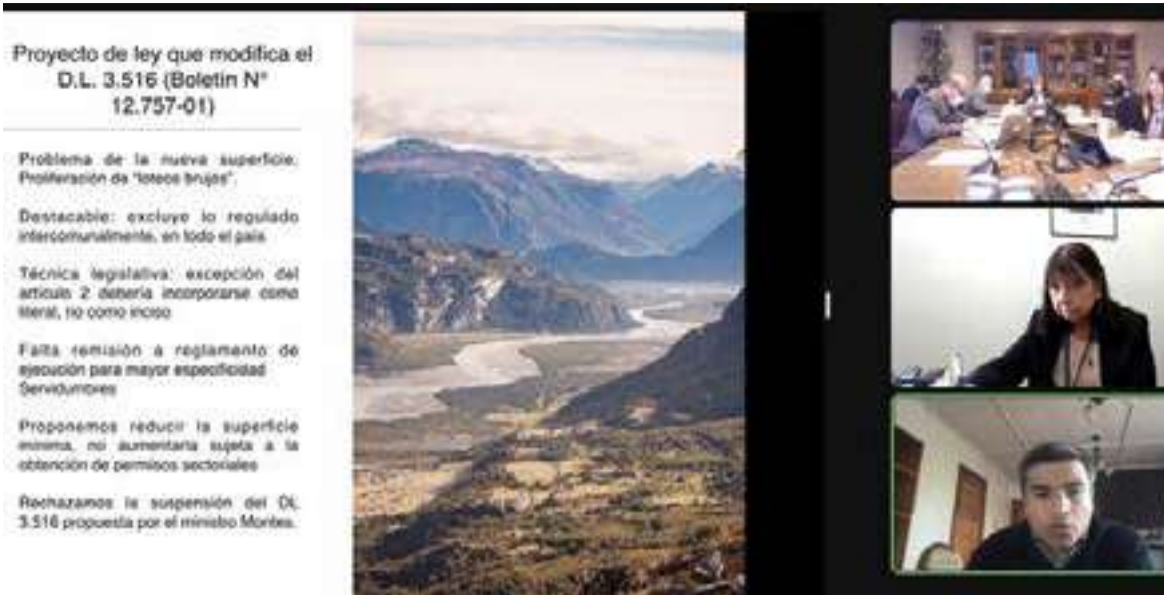 Proyecto de ley que modifica el
D.L. 3.516 (Boletín N°
12.757-01)
Problema de la nueva superficie.
Proliferación de "loteos brujos".
Destacable: excluye lo regulado
intercomunalmente, en todo el país
Técnica legislativa: excepción del
artículo 2 debería incorporarse como
literal, no como inciso
Falta remisión a reglamento de
ejecución para mayor especificidad
Servidumbres
Proponemos reducir la superficie
mínima, no aumentarla sujeta a la
obtención de permisos sectoriales
Rechazamos la suspensión del DL
3.516 propuesta por el ministro Montes.